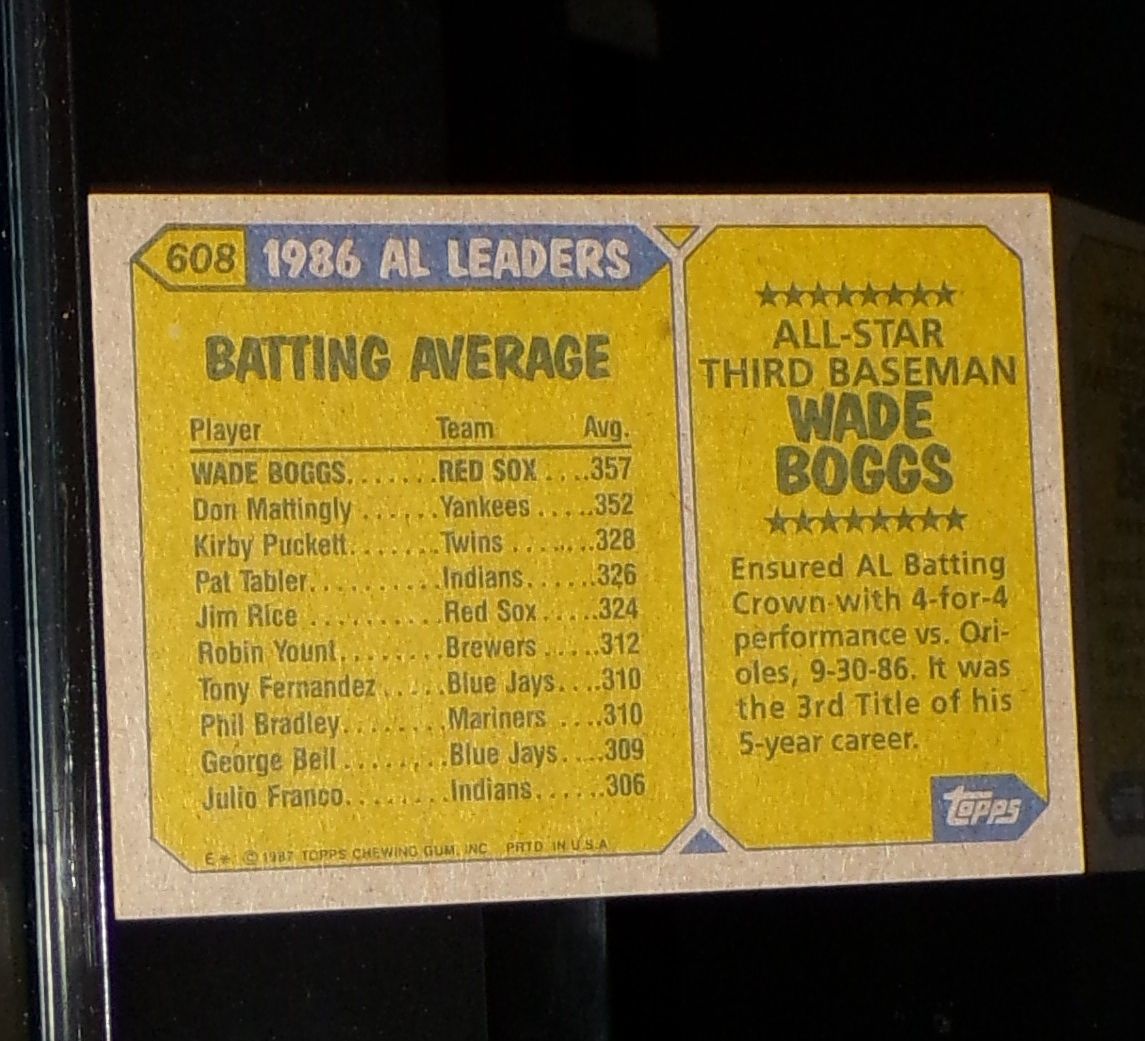 608 1986 AL LEADERS
BATTING AVERAGE
Player Team Avg.
WADE BOGGS.......RED SOX....357
Don Mattingly.......Yankees.....352
Kirby Puckett.......Twins.......328
Pat Tabler..........Indians......326
Jim Rice..........Red Sox.....324
Robin Yount........Brewers.....312
Tony Fernandez.....Blue Jays....310
Phil Bradley........Mariners....310
George Bell........Blue Jays....309
Julio Franco........Indians......306
E* © 1987 TOPPS CHEWING GUM, INC. PRTD. IN U.S.A.
★★★★★★★★
ALL-STAR
THIRD BASEMAN
WADE
BOGGS
★★★★★★★★
Ensured AL Batting
Crown with 4-for-4
performance vs. Ori-
oles, 9-30-86. It was
the 3rd Title of his
5-year career.
topps